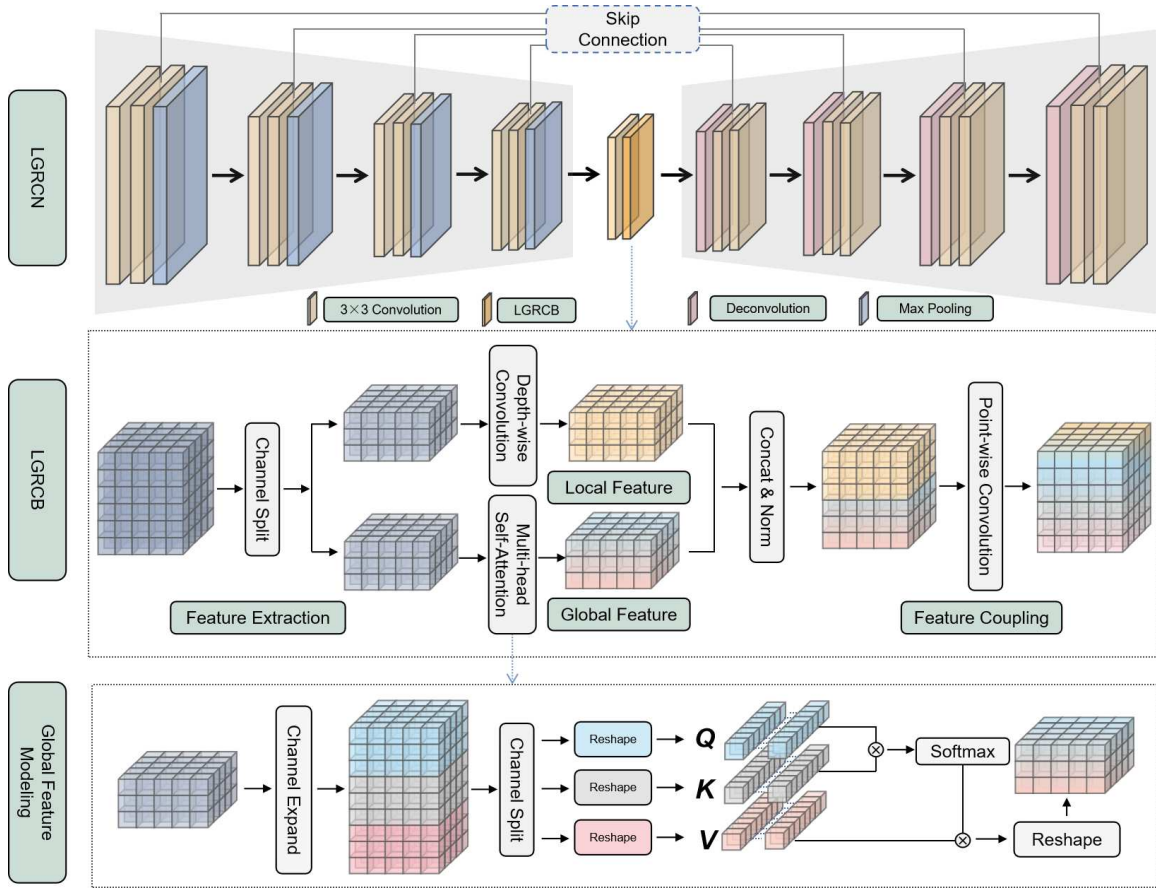 Skip
Connection
LGRCN
3×3 Convolution
LGRCB
Deconvolution
Max Pooling
LGRCB
Channel Split
Depth-wise
Convolution
Local Feature
Multi-head
Self-Attention
Global Feature
Feature Extraction
Concat & Norm
Point-wise Convolution
Feature Coupling
Global Feature
Modeling
Channel Expand
Channel Split
Reshape
Q
Reshape
K
Reshape
V
Softmax
Reshape